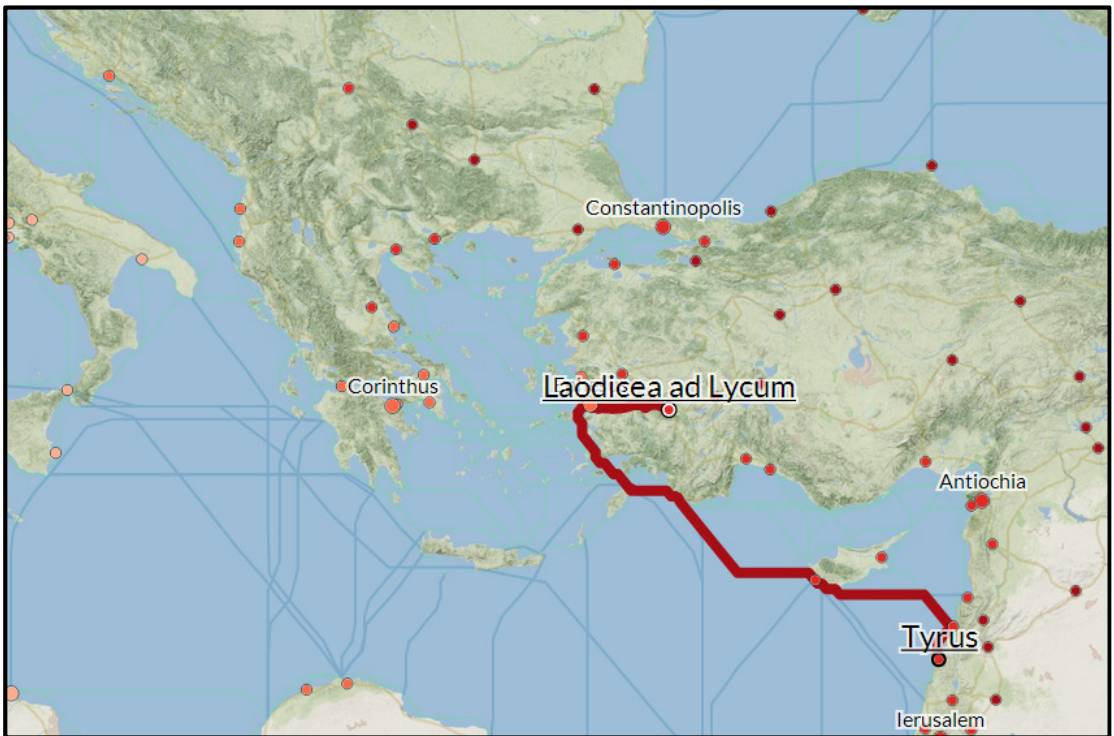 Constantinopolis
Laodicea ad Lycum
Corinthus
Antiochia
Tyrus
Ierusalem